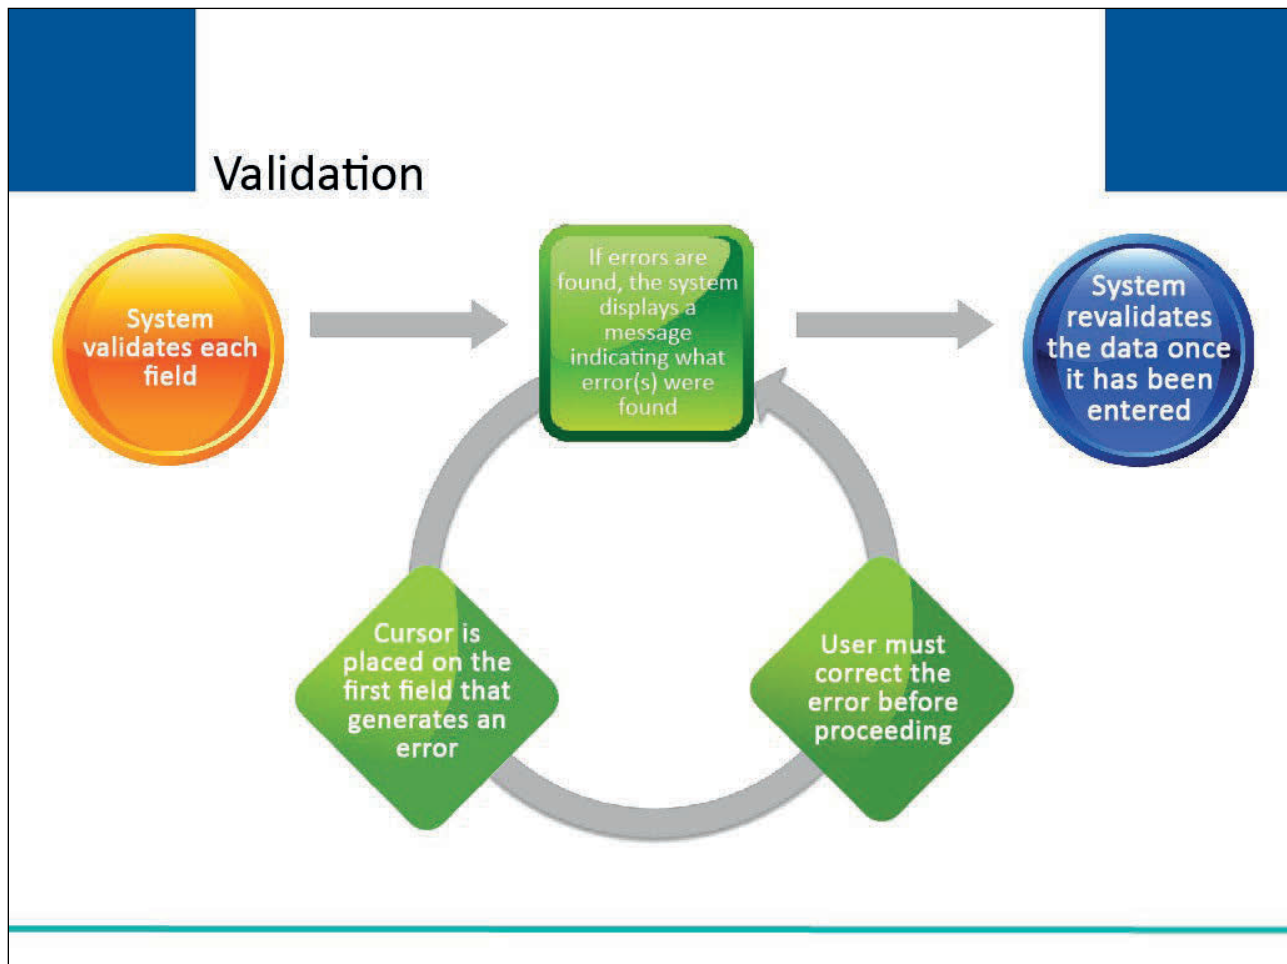 Validation
System
validates each
field
If errors are
found, the system
displays a
message
indicating what
error(s) were
found
System
revalidates
the data once
it has been
entered
Cursor is
placed on the
first field that
generates an
error
User must
correct the
error before
proceeding